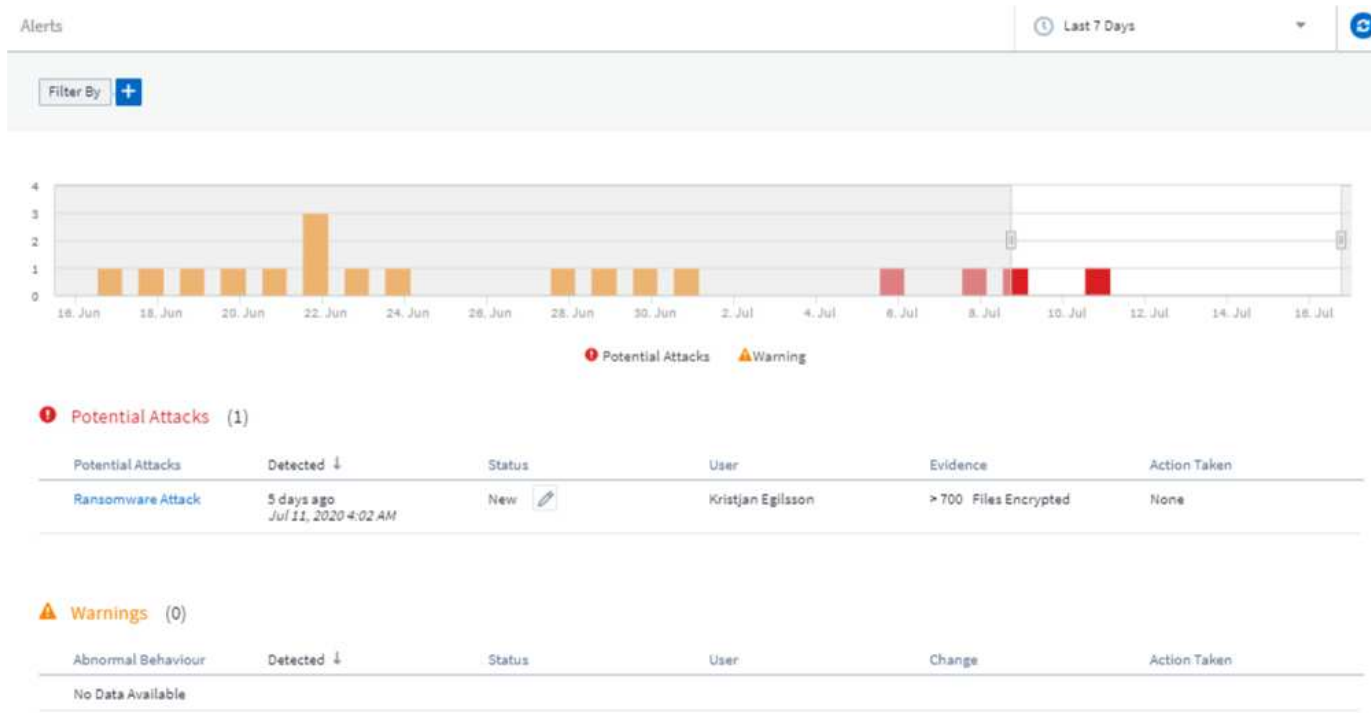 Alerts
Last 7 Days
Filter By +
4
3
2
1
0
16. Jun 18. Jun 20. Jun 22. Jun 24. Jun 26. Jun 28. Jun 30. Jun 2. Jul 4. Jul 6. Jul 8. Jul 10. Jul 12. Jul 14. Jul 16. Jul
Potential Attacks Warning
Potential Attacks (1)
Potential Attacks Detected ↓ Status User Evidence Action Taken
Ransomware Attack 5 days ago New Kristjan Egilsson > 700 Files Encrypted None
Jul 11, 2020 4:02 AM
Warnings (0)
Abnormal Behaviour Detected ↓ Status User Change Action Taken
No Data Available